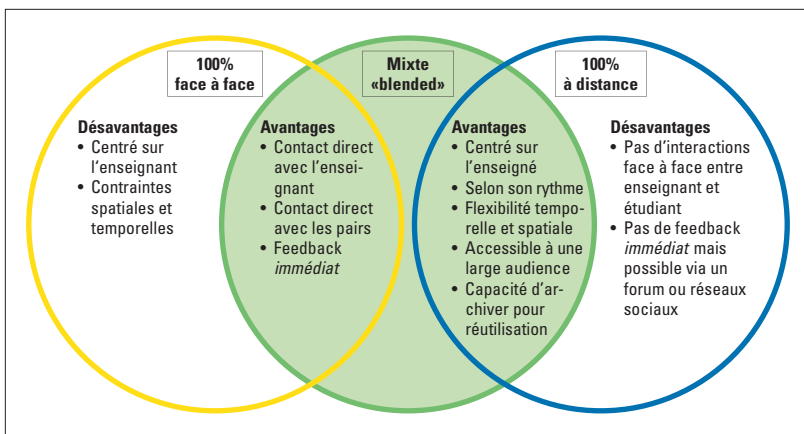 100%
face à face
Mixte
«blended»
100%
à distance
Désavantages
• Centré sur
l'enseignant
• Contraintes
spatiales et
temporelles
Avantages
• Contact direct
avec l'ensei-
gnant
• Contact direct
avec les pairs
• Feedback
immédiat
Avantages
• Centré sur
l'enseigné
• Selon son rythme
• Flexibilité tempo-
relle et spatiale
• Accessible à une
large audience
• Capacité d'ar-
chiver pour
réutilisation
Désavantages
• Pas d'interactions
face à face entre
enseignant et
étudiant
• Pas de feedback
immédiat mais
possible via un
forum ou réseaux
sociaux